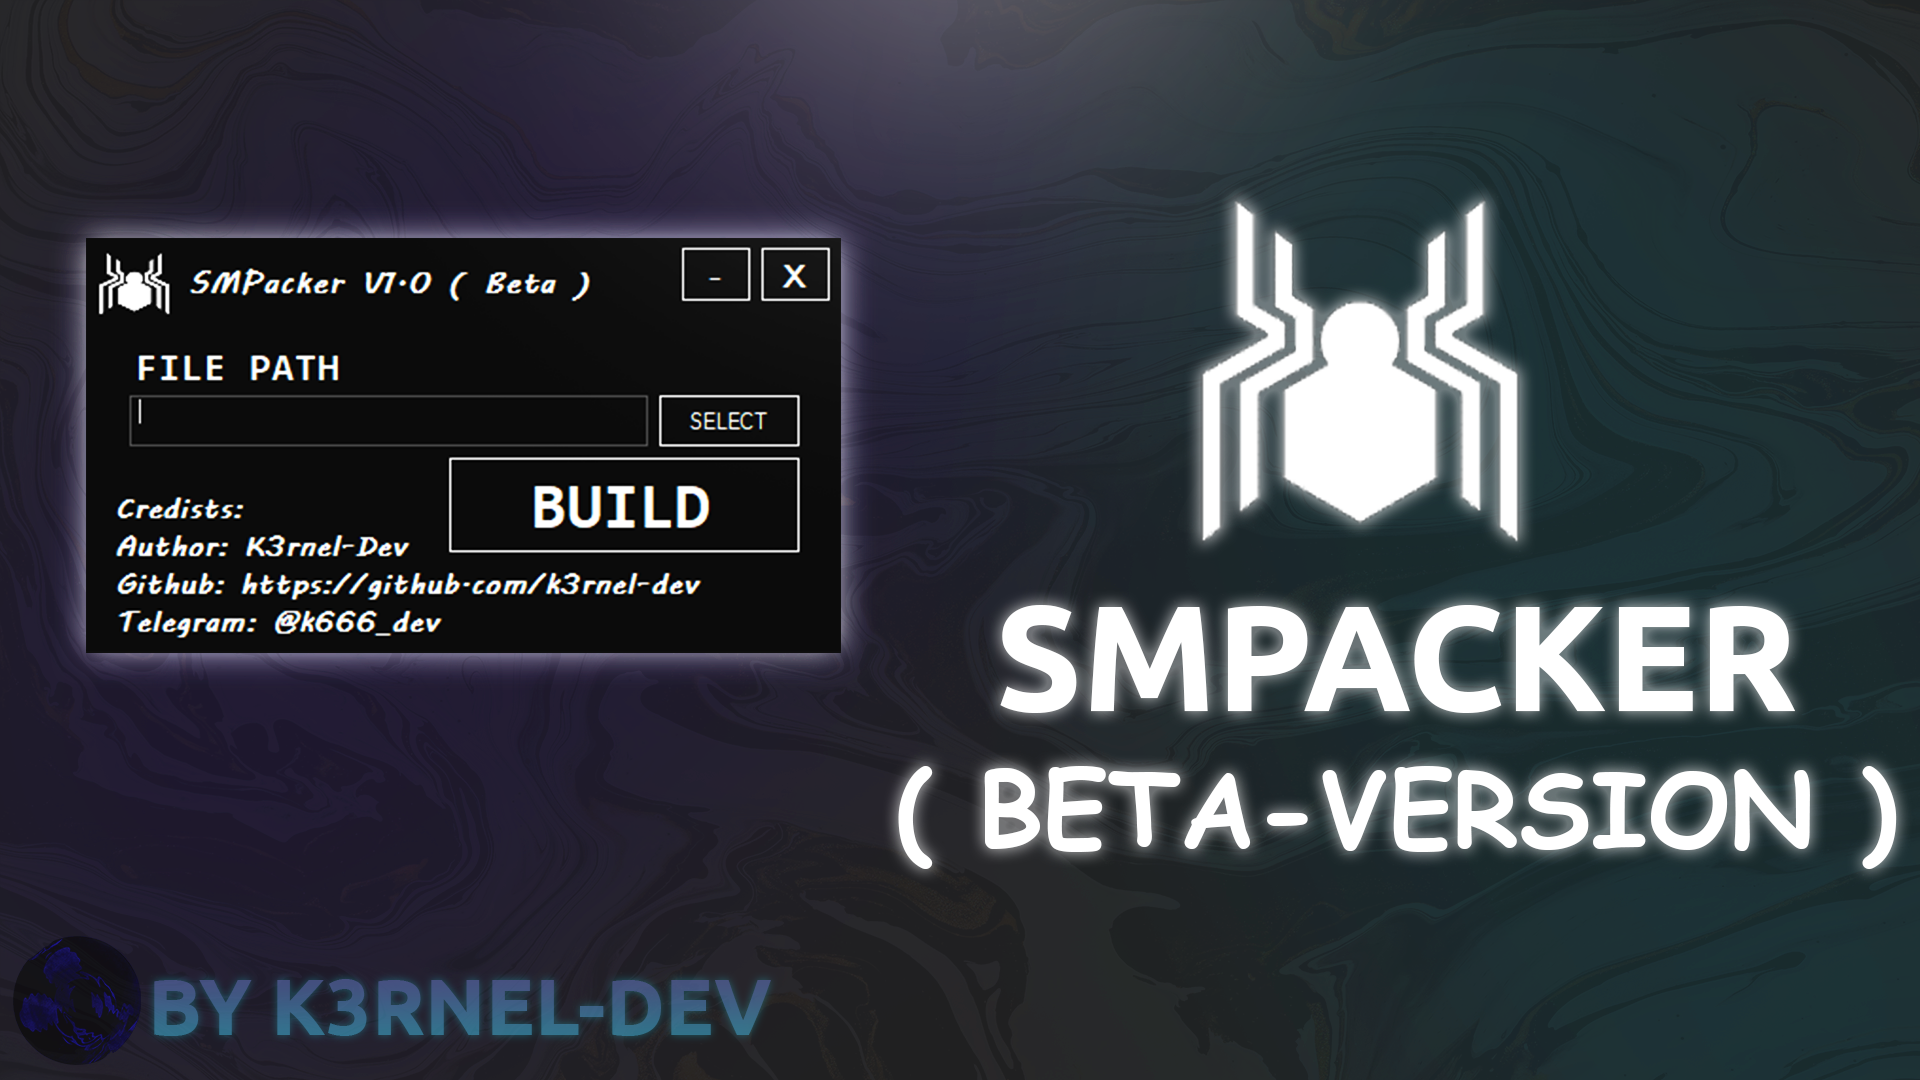 SMPacker V1.0 ( Beta )
-
X
FILE PATH
SELECT
BUILD
Credists:
Author: K3rnel-Dev
Github: https://github.com/k3rnel-dev
Telegram: @k666_dev
SMPACKER
( BETA-VERSION )
BY K3RNEL-DEV